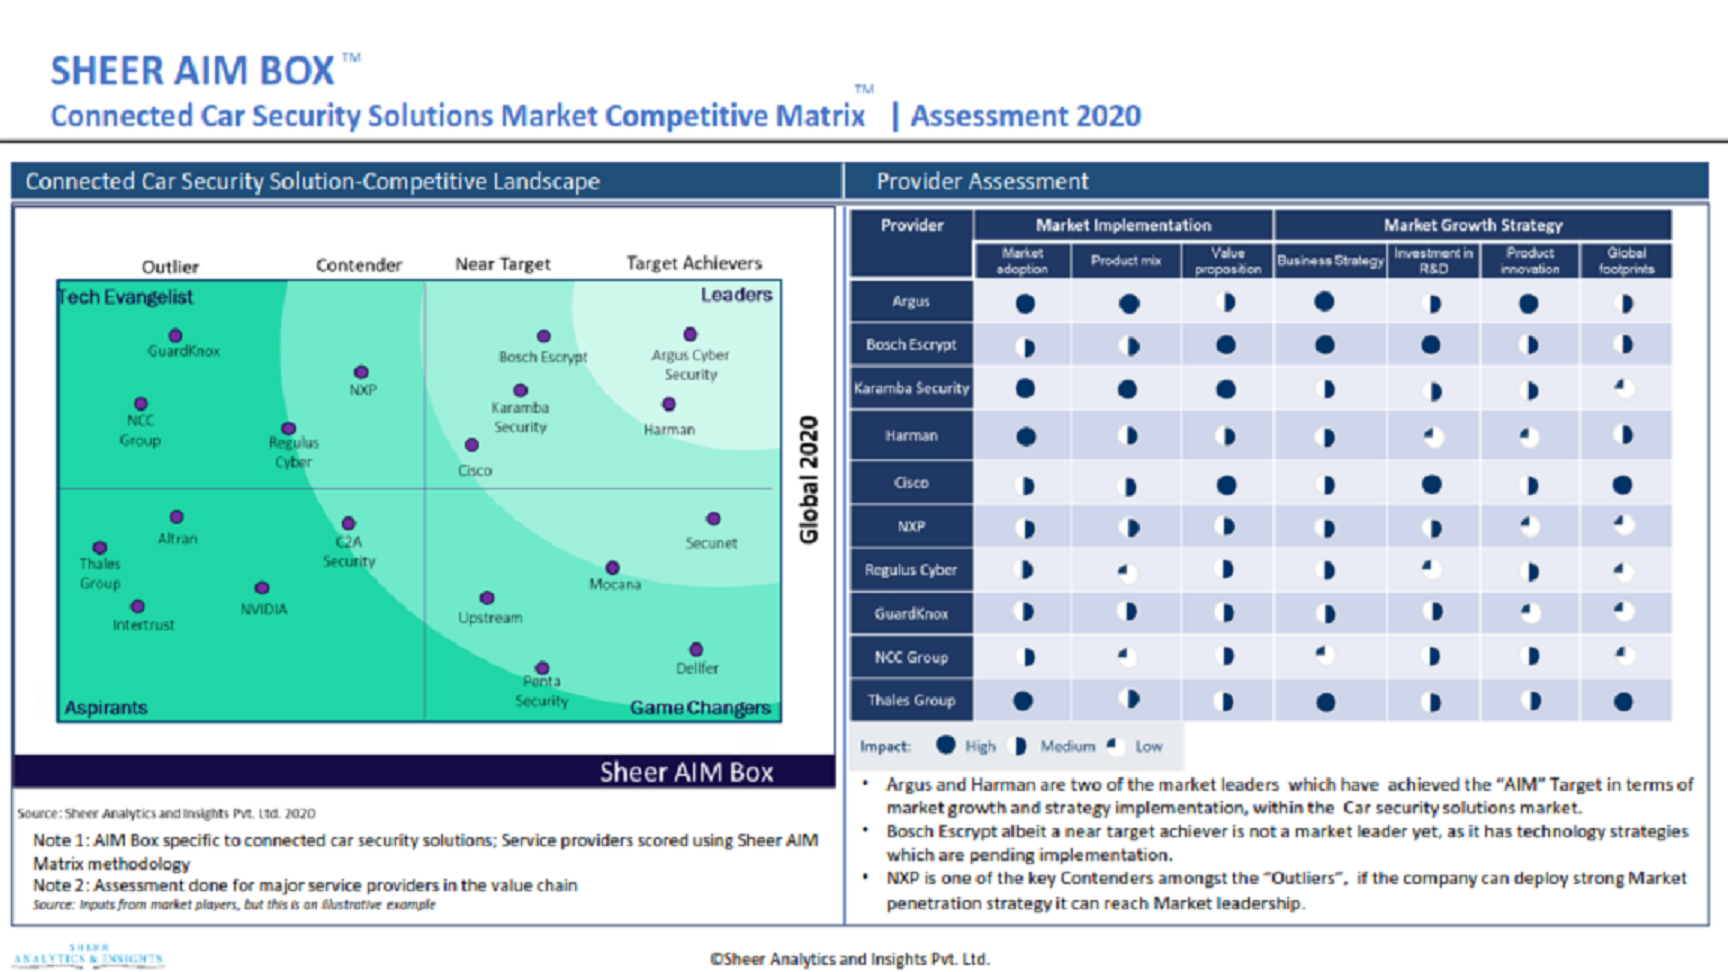 SHEER AIM BOX™
Connected Car Security Solutions Market Competitive Matrix™ | Assessment 2020
Connected Car Security Solution-Competitive Landscape
Outlier Contender Near Target Target Achievers
Tech Evangelist Leaders
GuardKnox
Bosch Escrypt
Argus Cyber
Security
NXP
Karamba
Security
NCC
Group
Harman
Regulus
Cyber
Cisco
Global 2020
Altran
C2A
Security
Secunet
Thales
Group
Mocana
NVIDIA
Upstream
Intertrust
Dellfer
Penta
Security
Aspirants Game Changers
Sheer AIM Box
Source: Sheer Analytics and Insights Pvt. Ltd. 2020
Note 1: AIM Box specific to connected car security solutions; Service providers scored using Sheer AIM
Matrix methodology
Note 2: Assessment done for major service providers in the value chain
Source: Inputs from market players, but this is an illustrative example
Provider Assessment
Provider Market Implementation Market Growth Strategy
Market
adoption
Product mix
Value
proposition
Business Strategy
Investment in
R&D
Product
innovation
Global
footprints
Argus
Bosch Escrypt
Karamba Security
Harman
Cisco
NXP
Regulus Cyber
GuardKnox
NCC Group
Thales Group
Impact: High Medium Low
• Argus and Harman are two of the market leaders which have achieved the “AIM” Target in terms of
market growth and strategy implementation, within the Car security solutions market.
• Bosch Escrypt albeit a near target achiever is not a market leader yet, as it has technology strategies
which are pending implementation.
• NXP is one of the key Contenders amongst the “Outliers”, if the company can deploy strong Market
penetration strategy it can reach Market leadership.
SHEER
ANALYTICS & INSIGHTS
©Sheer Analytics and Insights Pvt. Ltd.